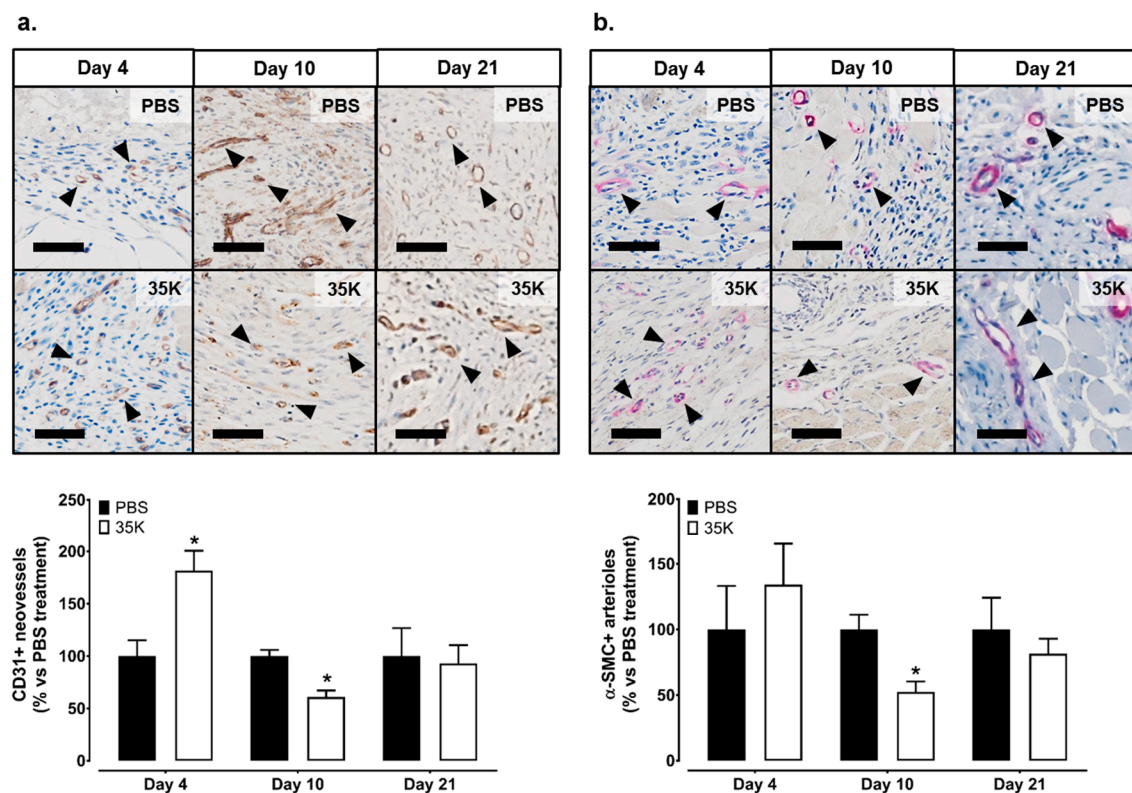 a.
Day 4 Day 10 Day 21
PBS PBS PBS
35K 35K 35K
250
200
150
100
50
0
CD31+ neovessels
(% vs PBS treatment)
PBS
35K
*
*
Day 4 Day 10 Day 21
b.
Day 4 Day 10 Day 21
PBS PBS PBS
35K 35K 35K
200
150
100
50
0
α-SMC+ arterioles
(% vs PBS treatment)
PBS
35K
*
Day 4 Day 10 Day 21